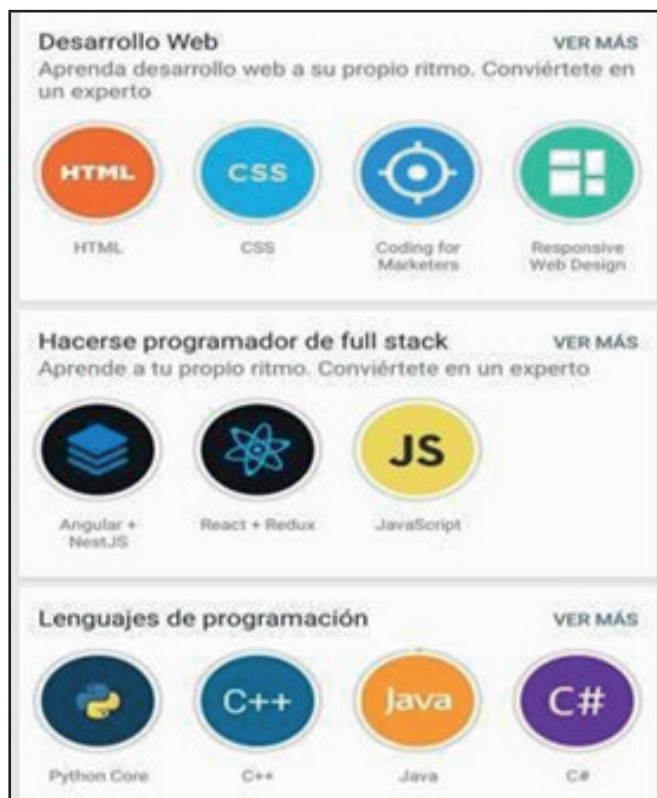 Desarrollo Web VER MÁS
Aprenda desarrollo web a su propio ritmo. Conviértete en
un experto
HTML CSS
HTML CSS Coding for Marketers Responsive Web Design
Hacerse programador de full stack VER MÁS
Aprende a tu propio ritmo. Conviértete en un experto
JS
Angular + NestJS React + Redux JavaScript
Lenguajes de programación VER MÁS
C++ Java C#
Python Core C++ Java C#